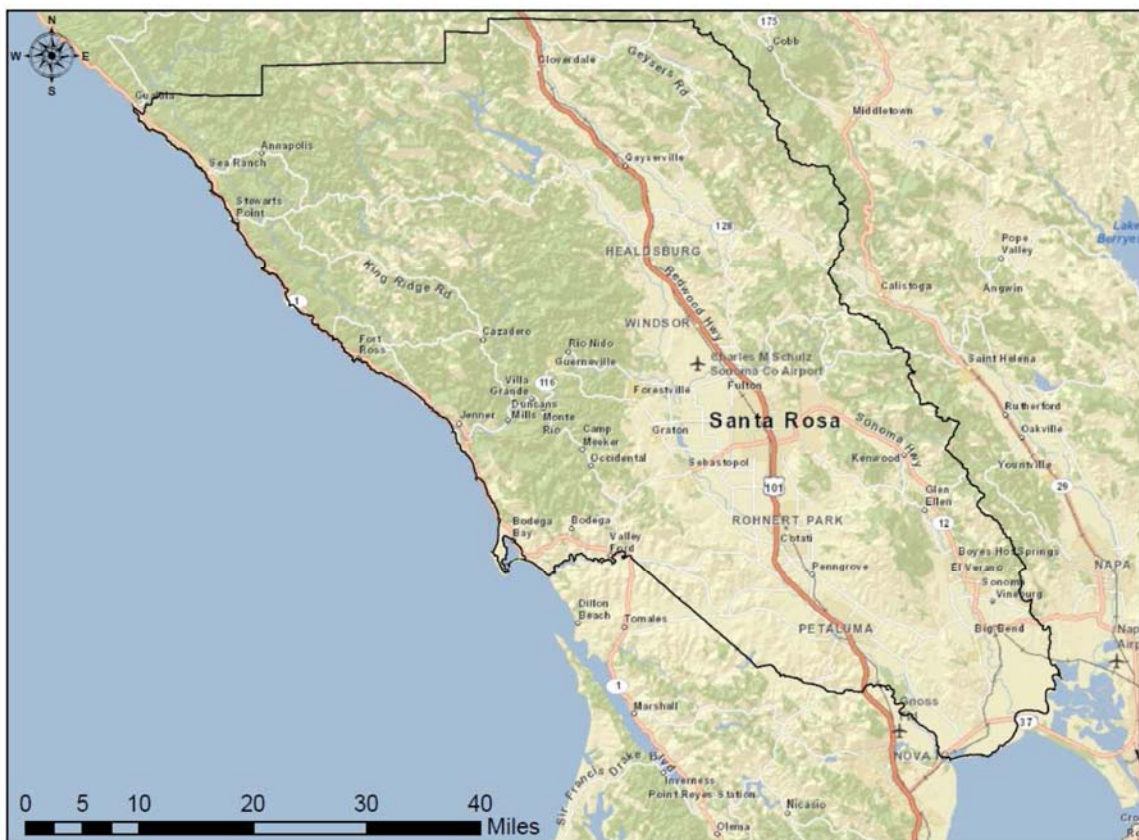 N
W
E
S
175
Cobb
Cloverdale
Geysers Rd
Gualala
Middletown
Annapolis
Sea Ranch
Geyserville
Stewarts
Point
128
Lake
Berryes
Pope
Valley
HEALDSBURG
King Ridge Rd
Redwood Hwy
Calistoga
Angwin
1
WINDSOR
Fort
Ross
Cazadero
Rio Nido
Guerneville
Charles M Schulz
Sonoma Co Airport
Saint Helena
Villa
Grande
116
Forestville
Fulton
Duncans
Mills
Monte
Rio
Jenner
Santa Rosa
Sonoma Hwy
Rutherford
Oakville
Graton
Camp
Meeker
Occidental
Sebastopol
Kenwood
Yountville
101
29
Glen
Ellen
Bodega
Bay
Bodega
Valley
Ford
ROHNERT PARK
Cotati
12
Boyes Hot Springs
El Verano
NAPA
Penngrove
Sonoma
Vineburg
Dillon
Beach
Tomales
PETALUMA
Big Bend
Nap
Airp
1
Marshall
Gnoss
37
Sir Francis Drake Blvd
Inverness
Point Reyes Station
Nicasio
Olema
0 5 10 20 30 40
Miles